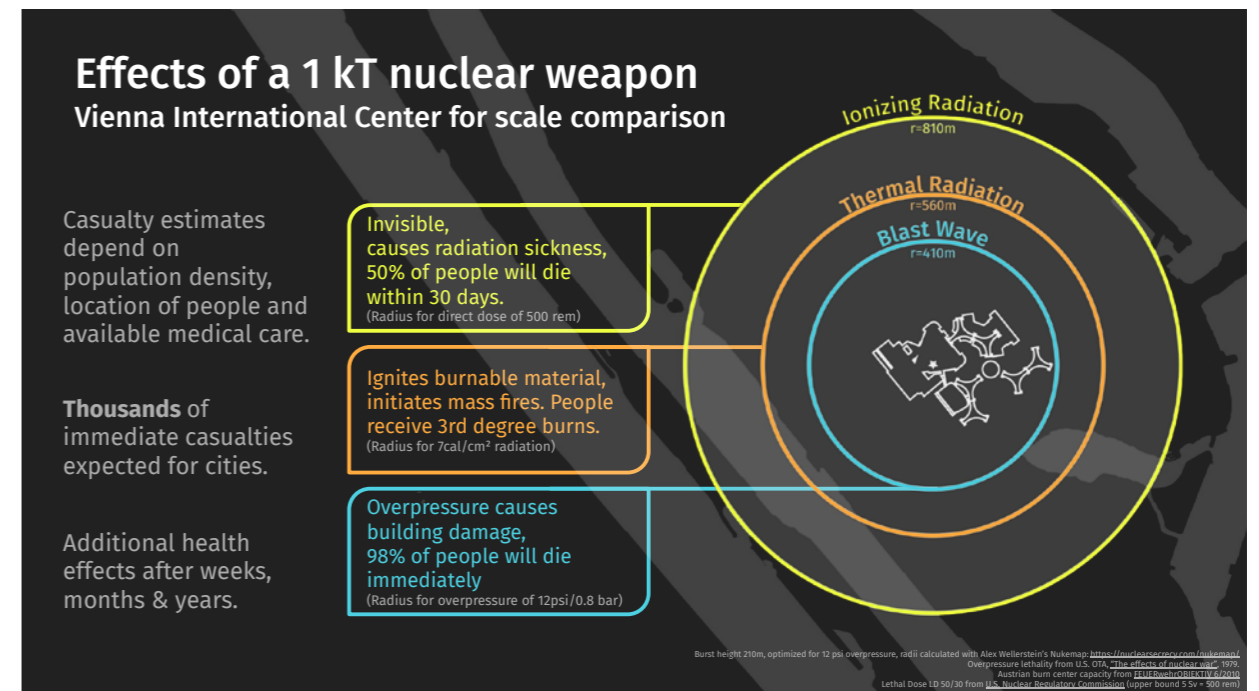 Effects of a 1 kT nuclear weapon
Vienna International Center for scale comparison
Casualty estimates
depend on
population density,
location of people and
available medical care.
Thousands of
immediate casualties
expected for cities.
Additional health
effects after weeks,
months & years.
Invisible,
causes radiation sickness,
50% of people will die
within 30 days.
(Radius for direct dose of 500 rem)
Ignites burnable material,
initiates mass fires. People
receive 3rd degree burns.
(Radius for 7cal/cm² radiation)
Overpressure causes
building damage,
98% of people will die
immediately
(Radius for overpressure of 12psi/0.8 bar)
Ionizing Radiation
r=810m
Thermal Radiation
r=560m
Blast Wave
r=410m
Burst height 210m, optimized for 12 psi overpressure, radii calculated with Alex Wellerstein's Nukemap: https://nuclearsecrecy.com/nukemap/
Overpressure lethality from U.S. OTA, "The effects of nuclear war", 1979.
Austrian burn center capacity from FEUERwehrOBJEKTIV 6/2010
Lethal Dose LD 50/30 from U.S. Nuclear Regulatory Commission (upper bound 5 Sv = 500 rem)